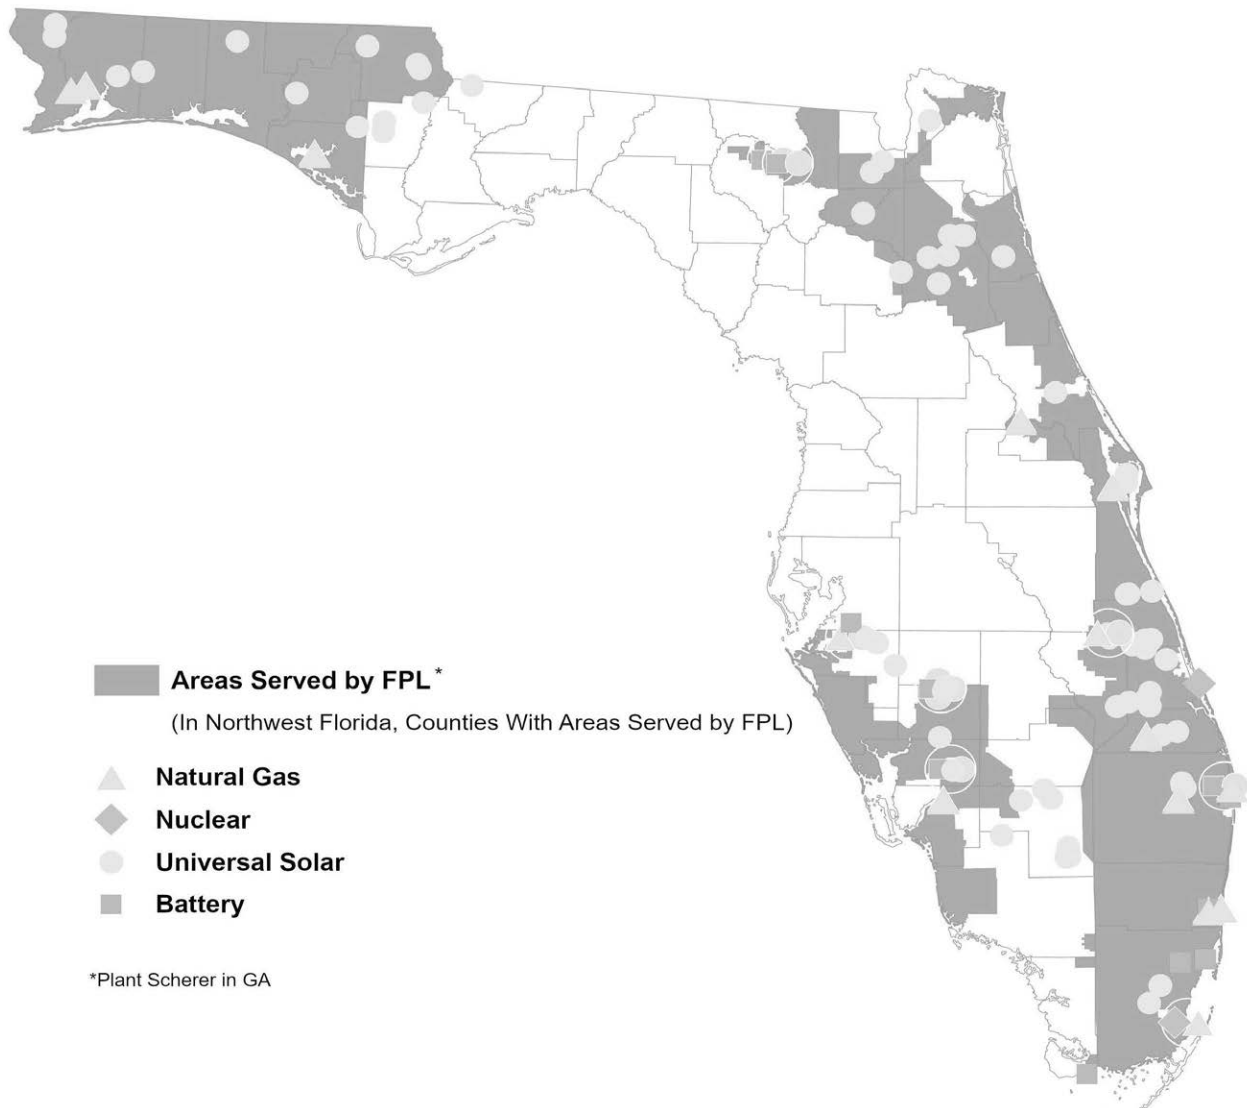 Areas Served by FPL*
(In Northwest Florida, Counties With Areas Served by FPL)
Natural Gas
Nuclear
Universal Solar
Battery
*Plant Scherer in GA